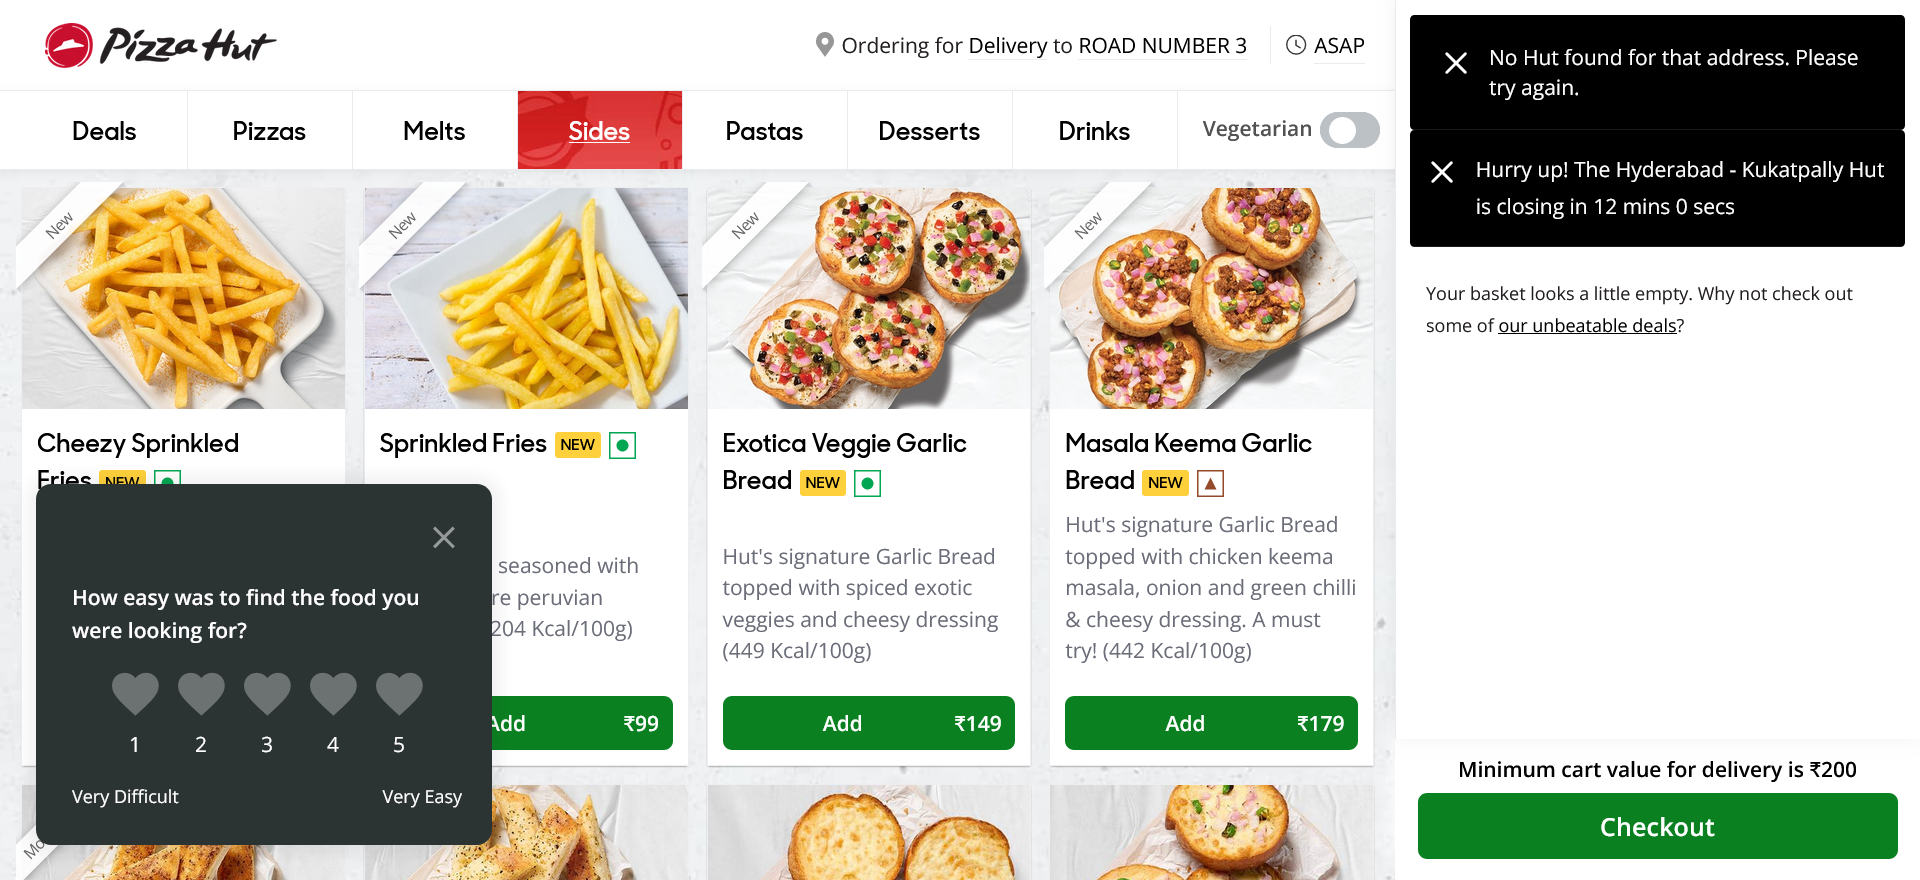 Pizza Hut
Ordering for Delivery to ROAD NUMBER 3
ASAP
Deals
Pizzas
Melts
Sides
Pastas
Desserts
Drinks
Vegetarian
New
Cheezy Sprinkled
Fries NEW
New
Sprinkled Fries NEW
seasoned with
peruvian
204 Kcal/100g)
Add ₹99
New
Exotica Veggie Garlic
Bread NEW
Hut's signature Garlic Bread
topped with spiced exotic
veggies and cheesy dressing
(449 Kcal/100g)
Add ₹149
New
Masala Keema Garlic
Bread NEW
Hut's signature Garlic Bread
topped with chicken keema
masala, onion and green chilli
& cheesy dressing. A must
try! (442 Kcal/100g)
Add ₹179
How easy was to find the food you
were looking for?
1 2 3 4 5
Very Difficult Very Easy
No Hut found for that address. Please
try again.
Hurry up! The Hyderabad - Kukatpally Hut
is closing in 12 mins 0 secs
Your basket looks a little empty. Why not check out
some of our unbeatable deals?
Minimum cart value for delivery is ₹200
Checkout